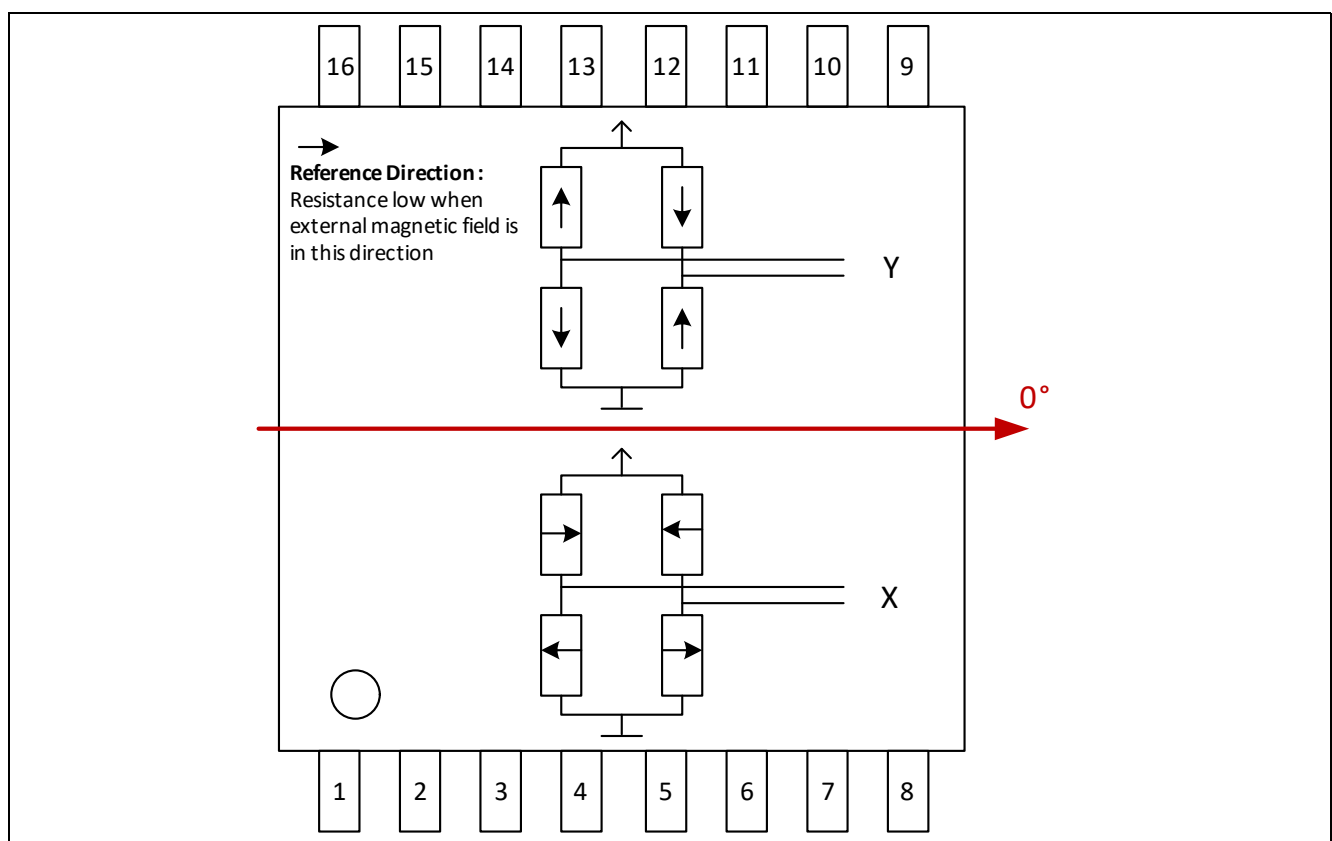 16 15 14 13 12 11 10 9
Reference Direction :
Resistance low when
external magnetic field is
in this direction
Y
0°
X
1 2 3 4 5 6 7 8